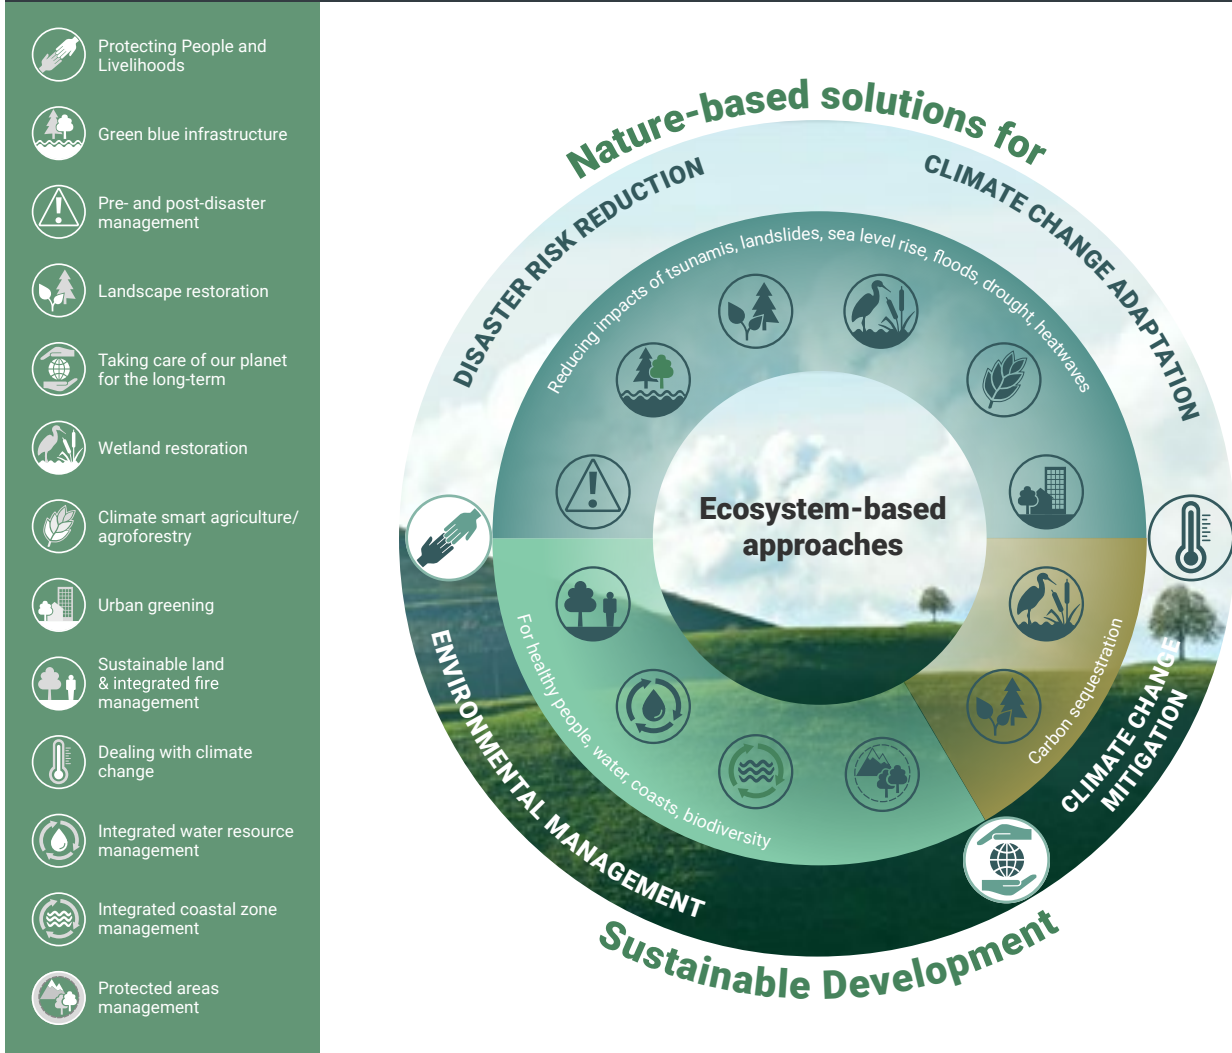 Protecting People and
Livelihoods
Green blue infrastructure
Pre- and post-disaster
management
Landscape restoration
Taking care of our planet
for the long-term
Wetland restoration
Climate smart agriculture/
agroforestry
Urban greening
Sustainable land
& integrated fire
management
Dealing with climate
change
Integrated water resource
management
Integrated coastal zone
management
Protected areas
management
Nature-based solutions for
DISASTER RISK REDUCTION
CLIMATE CHANGE ADAPTATION
Reducing impacts of tsunamis, landslides, sea level rise, floods, drought, heatwaves
Ecosystem-based
approaches
For healthy people, water, coasts, biodiversity
Carbon sequestration
ENVIRONMENTAL MANAGEMENT
CLIMATE CHANGE
MITIGATION
Sustainable Development